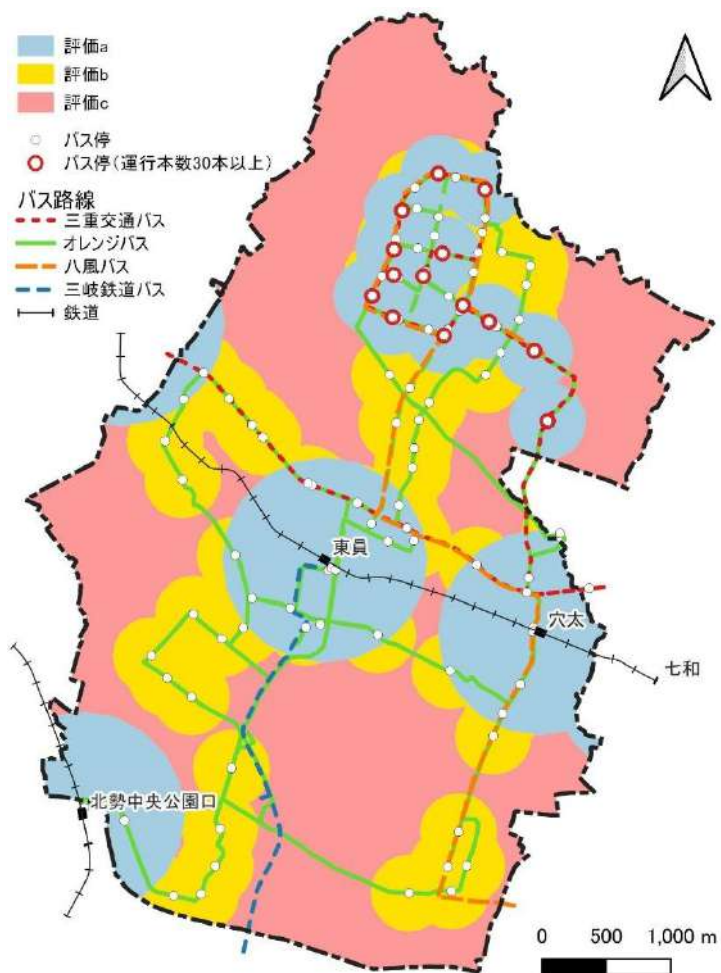 評価a
評価b
評価c
バス停
バス停(運行本数30本以上)
バス路線
三重交通バス
オレンジバス
八風バス
三岐鉄道バス
鉄道
東員
穴太
七和
北勢中央公園口
0 500 1,000 m